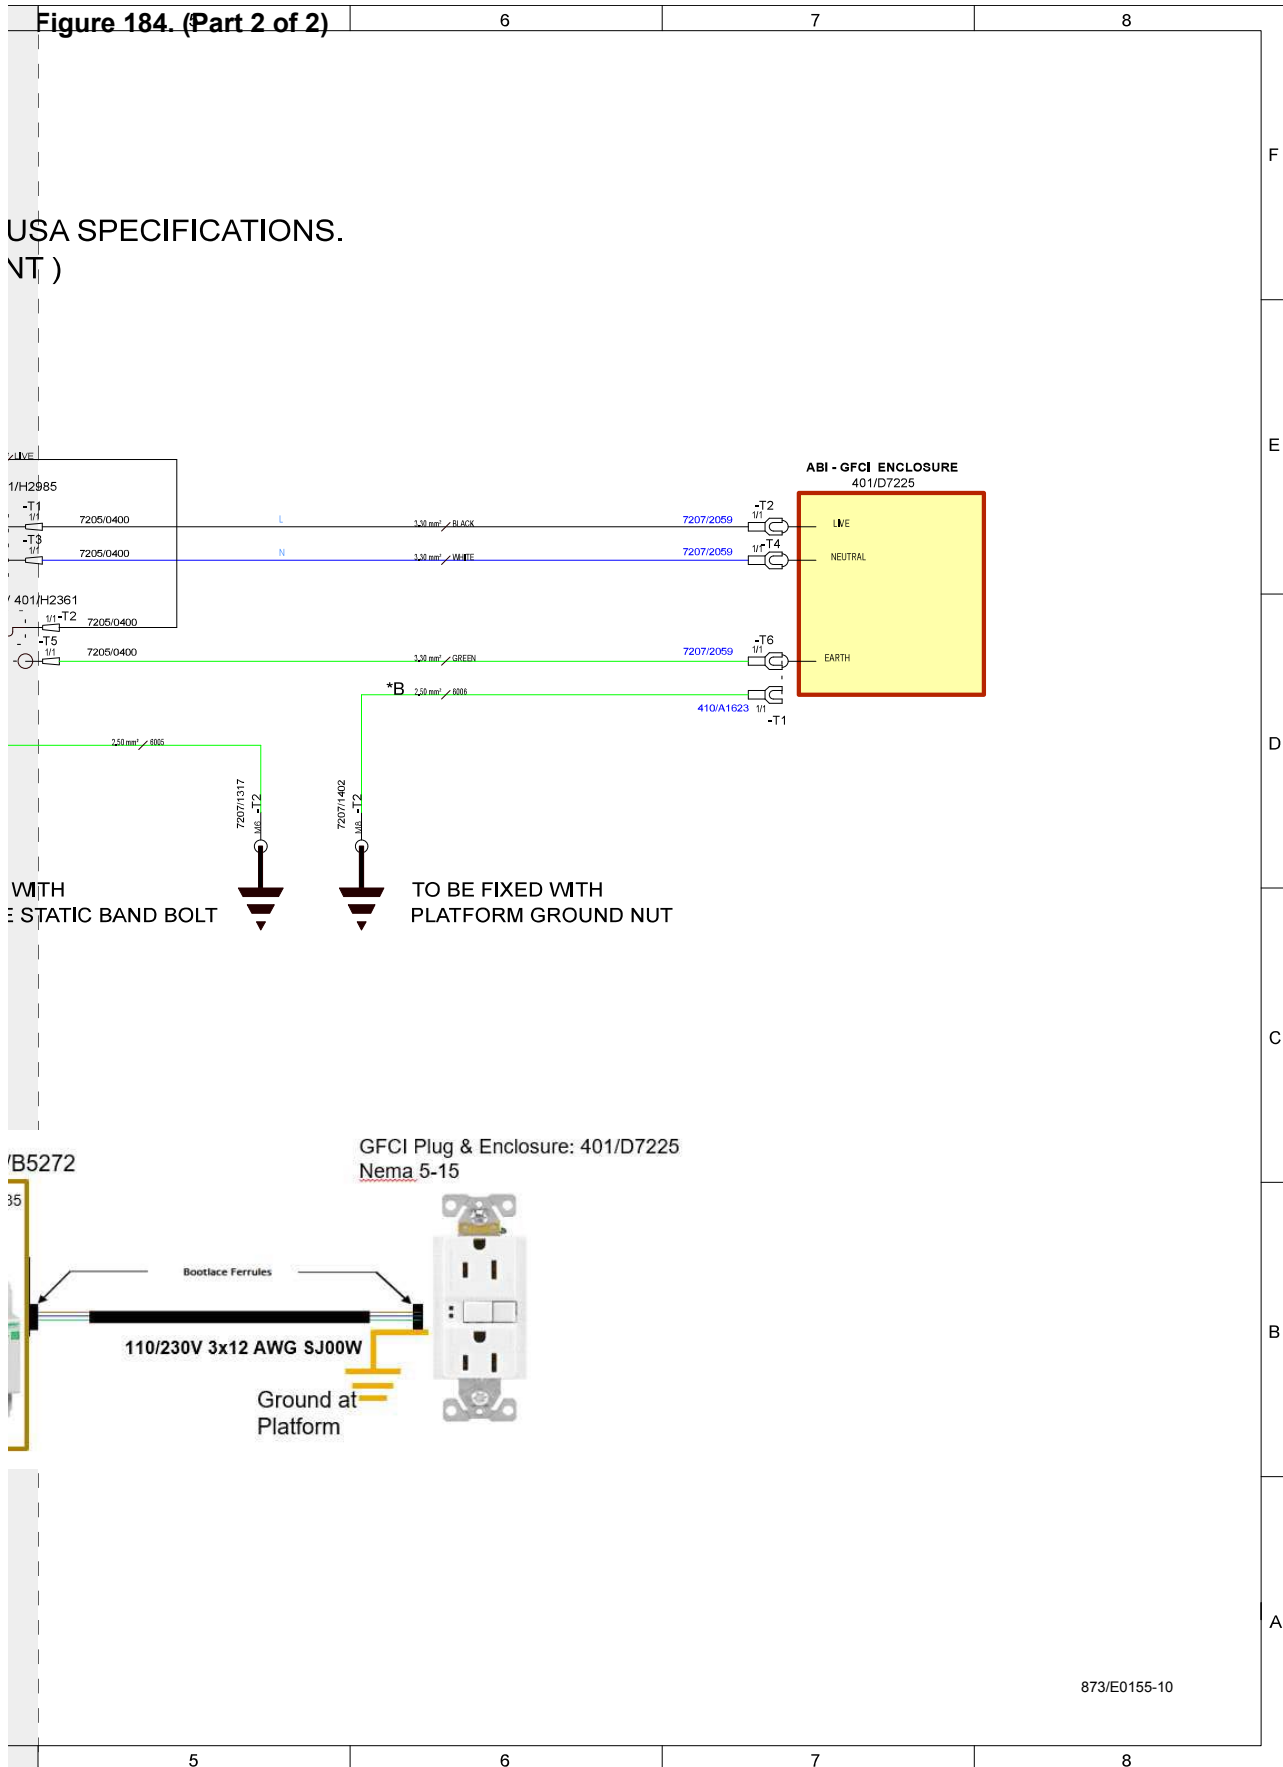 Figure 184. (Part 2 of 2)
5
6
7
8
F
USA SPECIFICATIONS.
NT )
E
LIVE
1/H2985
-T1
1/1
7205/0400
L
3,30 mm² / BLACK
7207/2059
-T2
1/1
ABI - GFCI ENCLOSURE
401/D7225
LIVE
-T3
1/1
7205/0400
N
3,30 mm² / WHITE
7207/2059
1/1
-T4
NEUTRAL
/ 401/H2361
1/1
-T2
7205/0400
-T5
1/1
7205/0400
3,30 mm² / GREEN
7207/2059
-T6
1/1
EARTH
*B
2,50 mm² / 6006
410/A1623
1/1
-T1
2,50 mm² / 6005
D
7207/1317
M6
-T2
7207/1402
M8
-T2
WITH
E STATIC BAND BOLT
TO BE FIXED WITH
PLATFORM GROUND NUT
C
/B5272
35
GFCI Plug & Enclosure: 401/D7225
Nema 5-15
Bootlace Ferrules
110/230V 3x12 AWG SJ00W
Ground at
Platform
B
A
873/E0155-10
5
6
7
8